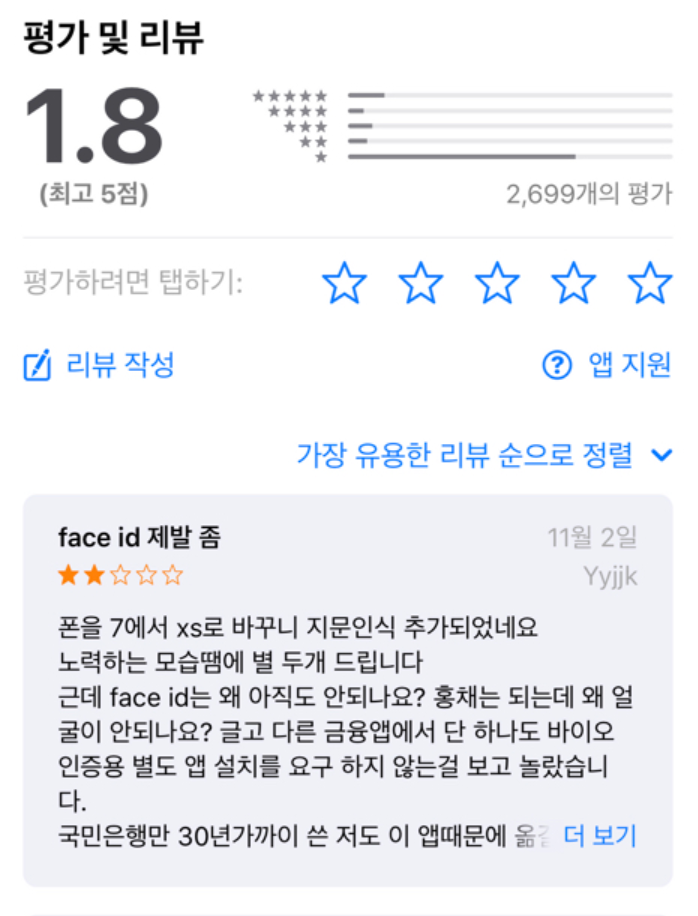 평가 및 리뷰
1.8
(최고 5점)
2,699개의 평가
평가하려면 탭하기:
리뷰 작성
앱 지원
가장 유용한 리뷰 순으로 정렬
face id 제발 좀
11월 2일
Yyjjk
폰을 7에서 xs로 바꾸니 지문인식 추가되었네요
노력하는 모습땜에 별 두개 드립니다
근데 face id는 왜 아직도 안되나요? 홍채는 되는데 왜 얼
굴이 안되나요? 글고 다른 금융앱에서 단 하나도 바이오
인증용 별도 앱 설치를 요구 하지 않는걸 보고 놀랐습니
다.
국민은행만 30년가까이 쓴 저도 이 앱때문에 더 보기